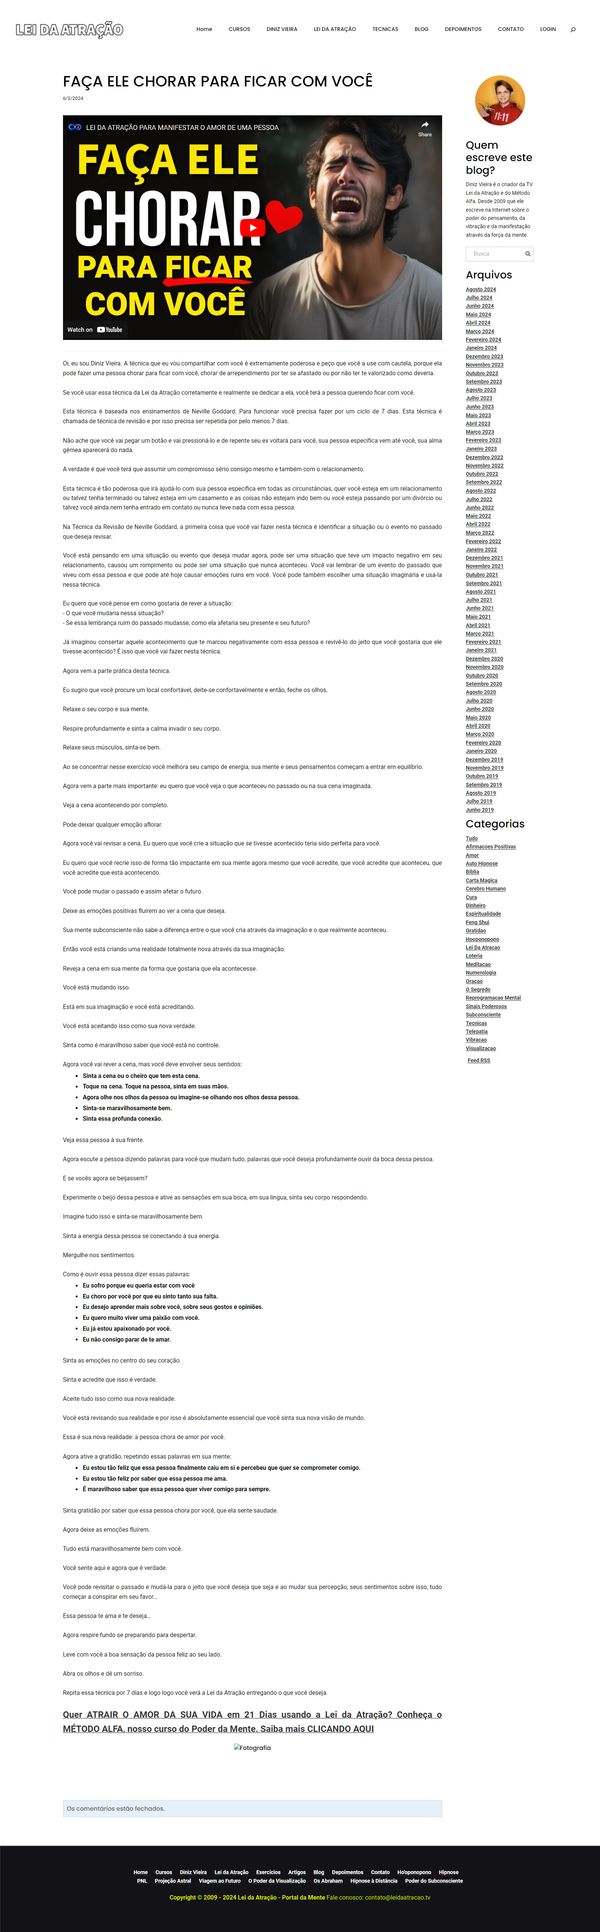 LEI DA ATRAÇÃO
Home CURSOS DINIZ VIEIRA LEI DA ATRAÇÃO TECNICAS BLOG DEPOIMENTOS CONTATO LOGIN
FAÇA ELE CHORAR PARA FICAR COM VOCÊ
6/3/2024
LEI DA ATRAÇÃO PARA MANIFESTAR O AMOR DE UMA PESSOA
Share
FAÇA ELE
CHORAR
PARA FICAR
COM VOCÊ
Watch on YouTube
11:11
Oi, eu sou Diniz Vieira. A técnica que eu vou compartilhar com você é extremamente poderosa e peço que você a use com cautela, porque ela
pode fazer uma pessoa chorar para ficar com você, chorar de arrependimento por ter se afastado ou por não ter te valorizado como deveria.
Se você usar essa técnica da Lei da Atração corretamente e realmente se dedicar a ela, você terá a pessoa querendo ficar com você.
Esta técnica é baseada nos ensinamentos de Neville Goddard. Para funcionar você precisa fazer por um ciclo de 7 dias. Esta técnica é
chamada de técnica de revisão e por isso precisa ser repetida por pelo menos 7 dias.
Não ache que você vai pegar um botão e vai pressioná-lo e de repente seu ex voltará para você, sua pessoa específica vem até você, sua alma
gêmea aparecerá do nada.
A verdade é que você terá que assumir um compromisso sério consigo mesmo e também com o relacionamento.
Esta técnica é tão poderosa que irá ajudá-lo com sua pessoa específica em todas as circunstâncias, quer você esteja em um relacionamento
ou talvez tenha terminado ou talvez esteja em um casamento e as coisas não estejam indo bem ou você esteja passando por um divórcio ou
talvez você ainda nem tenha entrado em contato ou nunca teve nada com essa pessoa.
Na Técnica da Revisão de Neville Goddard, a primeira coisa que você vai fazer nesta técnica é identificar a situação ou o evento no passado
que deseja revisar.
Você está pensando em uma situação ou evento que deseja mudar agora, pode ser uma situação que teve um impacto negativo em seu
relacionamento, causou um rompimento ou pode ser uma situação que nunca aconteceu. Você vai lembrar de um evento do passado que
viveu com essa pessoa e que pode até hoje causar emoções ruins em você. Você pode também escolher uma situação imaginária e usá-la
nessa técnica.
Eu quero que você pense em como gostaria de rever a situação:
- O que você mudaria nessa situação?
- Se essa lembrança ruim do passado mudasse, como ela afetaria seu presente e seu futuro?
Já imaginou consertar aquele acontecimento que te marcou negativamente com essa pessoa e revivê-lo do jeito que você gostaria que ele
tivesse acontecido? É isso que você vai fazer nesta técnica.
Agora vem a parte prática desta técnica.
Eu sugiro que você procure um local confortável, deite-se confortavelmente e então, feche os olhos.
Relaxe o seu corpo e sua mente.
Respire profundamente e sinta a calma invadir o seu corpo.
Relaxe seus músculos, sinta-se bem.
Ao se concentrar nesse exercício você melhora seu campo de energia, sua mente e seus pensamentos começam a entrar em equilíbrio.
Agora vem a parte mais importante: eu quero que você veja o que aconteceu no passado ou na sua cena imaginada.
Veja a cena acontecendo por completo.
Pode deixar qualquer emoção aflorar.
Agora você vai revisar a cena. Eu quero que você crie a situação que se tivesse acontecido teria sido perfeita para você.
Eu quero que você recrie isso de forma tão impactante em sua mente agora mesmo que você acredite, que você acredite que aconteceu, que
você acredite que está acontecendo.
Você pode mudar o passado e assim afetar o futuro.
Deixe as emoções positivas fluírem ao ver a cena que deseja.
Sua mente subconsciente não sabe a diferença entre o que você cria através da imaginação e o que realmente aconteceu.
Então você está criando uma realidade totalmente nova através da sua imaginação.
Reveja a cena em sua mente da forma que gostaria que ela acontecesse.
Você está mudando isso.
Está em sua imaginação e você está acreditando.
Você está aceitando isso como sua nova verdade.
Sinta como é maravilhoso saber que você está no controle.
Agora você vai rever a cena, mas você deve envolver seus sentidos:
• Sinta a cena ou o cheiro que tem esta cena.
• Toque na cena. Toque na pessoa, sinta em suas mãos.
• Agora olhe nos olhos da pessoa ou imagine-se olhando nos olhos dessa pessoa.
• Sinta-se maravilhosamente bem.
• Sinta essa profunda conexão.
Veja essa pessoa à sua frente.
Agora escute a pessoa dizendo palavras para você que mudam tudo, palavras que você deseja profundamente ouvir da boca dessa pessoa.
E se vocês agora se beijassem?
Experimente o beijo dessa pessoa e ative as sensações em sua boca, em sua língua, sinta seu corpo respondendo.
Imagine tudo isso e sinta-se maravilhosamente bem.
Sinta a energia dessa pessoa se conectando à sua energia.
Mergulhe nos sentimentos.
Como é ouvir essa pessoa dizer essas palavras:
• Eu sofro porque eu queria estar com você
• Eu choro por você por que eu sinto tanto sua falta.
• Eu desejo aprender mais sobre você, sobre seus gostos e opiniões.
• Eu quero muito viver uma paixão com você.
• Eu já estou apaixonado por você.
• Eu não consigo parar de te amar.
Sinta as emoções no centro do seu coração.
Sinta e acredite que isso é verdade.
Aceite tudo isso como sua nova realidade.
Você está revisando sua realidade e por isso é absolutamente essencial que você sinta sua nova visão de mundo.
Essa é sua nova realidade: a pessoa chora de amor por você.
Agora ative a gratidão, repetindo essas palavras em sua mente:
• Eu estou tão feliz que essa pessoa finalmente caiu em si e percebeu que quer se comprometer comigo.
• Eu estou tão feliz por saber que essa pessoa me ama.
• É maravilhoso saber que essa pessoa quer viver comigo para sempre.
Sinta gratidão por saber que essa pessoa chora por você, que ela sente saudade.
Agora deixe as emoções fluírem.
Tudo está maravilhosamente bem com você.
Você sente aqui e agora que é verdade.
Você pode revisitar o passado e mudá-la para o jeito que você deseja que seja e ao mudar sua percepção, seus sentimentos sobre isso, tudo
começar a conspirar em seu favor...
Essa pessoa te ama e te deseja...
Agora respire fundo se preparando para despertar.
Leve com você a boa sensação da pessoa feliz ao seu lado.
Abra os olhos e dê um sorriso.
Repita essa técnica por 7 dias e logo logo você verá a Lei da Atração entregando o que você deseja.
Quer ATRAIR O AMOR DA SUA VIDA em 21 Dias usando a Lei da Atração? Conheça o
MÉTODO ALFA, nosso curso do Poder da Mente. Saiba mais CLICANDO AQUI
Fotografia
Os comentários estão fechados.
Quem
escreve este
blog?
Diniz Vieira é o criador da TV
Lei da Atração e do Método
Alfa. Desde 2009 que ele
escreve na Internet sobre o
poder do pensamento, da
vibração e da manifestação
através da força da mente.
Busca
Arquivos
Agosto 2024
Julho 2024
Junho 2024
Maio 2024
Abril 2024
Março 2024
Fevereiro 2024
Janeiro 2024
Dezembro 2023
Novembro 2023
Outubro 2023
Setembro 2023
Agosto 2023
Julho 2023
Junho 2023
Maio 2023
Abril 2023
Março 2023
Fevereiro 2023
Janeiro 2023
Dezembro 2022
Novembro 2022
Outubro 2022
Setembro 2022
Agosto 2022
Julho 2022
Junho 2022
Maio 2022
Abril 2022
Março 2022
Fevereiro 2022
Janeiro 2022
Dezembro 2021
Novembro 2021
Outubro 2021
Setembro 2021
Agosto 2021
Julho 2021
Junho 2021
Maio 2021
Abril 2021
Março 2021
Fevereiro 2021
Janeiro 2021
Dezembro 2020
Novembro 2020
Outubro 2020
Setembro 2020
Agosto 2020
Julho 2020
Junho 2020
Maio 2020
Abril 2020
Março 2020
Fevereiro 2020
Janeiro 2020
Dezembro 2019
Novembro 2019
Outubro 2019
Setembro 2019
Agosto 2019
Julho 2019
Junho 2019
Categorias
Tudo
Afirmacoes Positivas
Amor
Auto Hipnose
Biblia
Carta Magica
Cerebro Humano
Cura
Dinheiro
Espiritualidade
Feng Shui
Gratidao
Hooponopono
Lei Da Atracao
Loteria
Meditacao
Numerologia
Oracao
O Segredo
Reprogramacao Mental
Sinais Poderosos
Subconsciente
Tecnicas
Telepatia
Vibracao
Visualizacao
Feed RSS
Home Cursos Diniz Vieira Lei da Atração Exercícios Artigos Blog Depoimentos Contato Ho'oponopono Hipnose
PNL Projeção Astral Viagem ao Futuro O Poder da Visualização Os Abraham Hipnose à Distância Poder do Subconsciente
Copyright © 2009 - 2024 Lei da Atração - Portal da Mente Fale conosco: contato@leidaatracao.tv